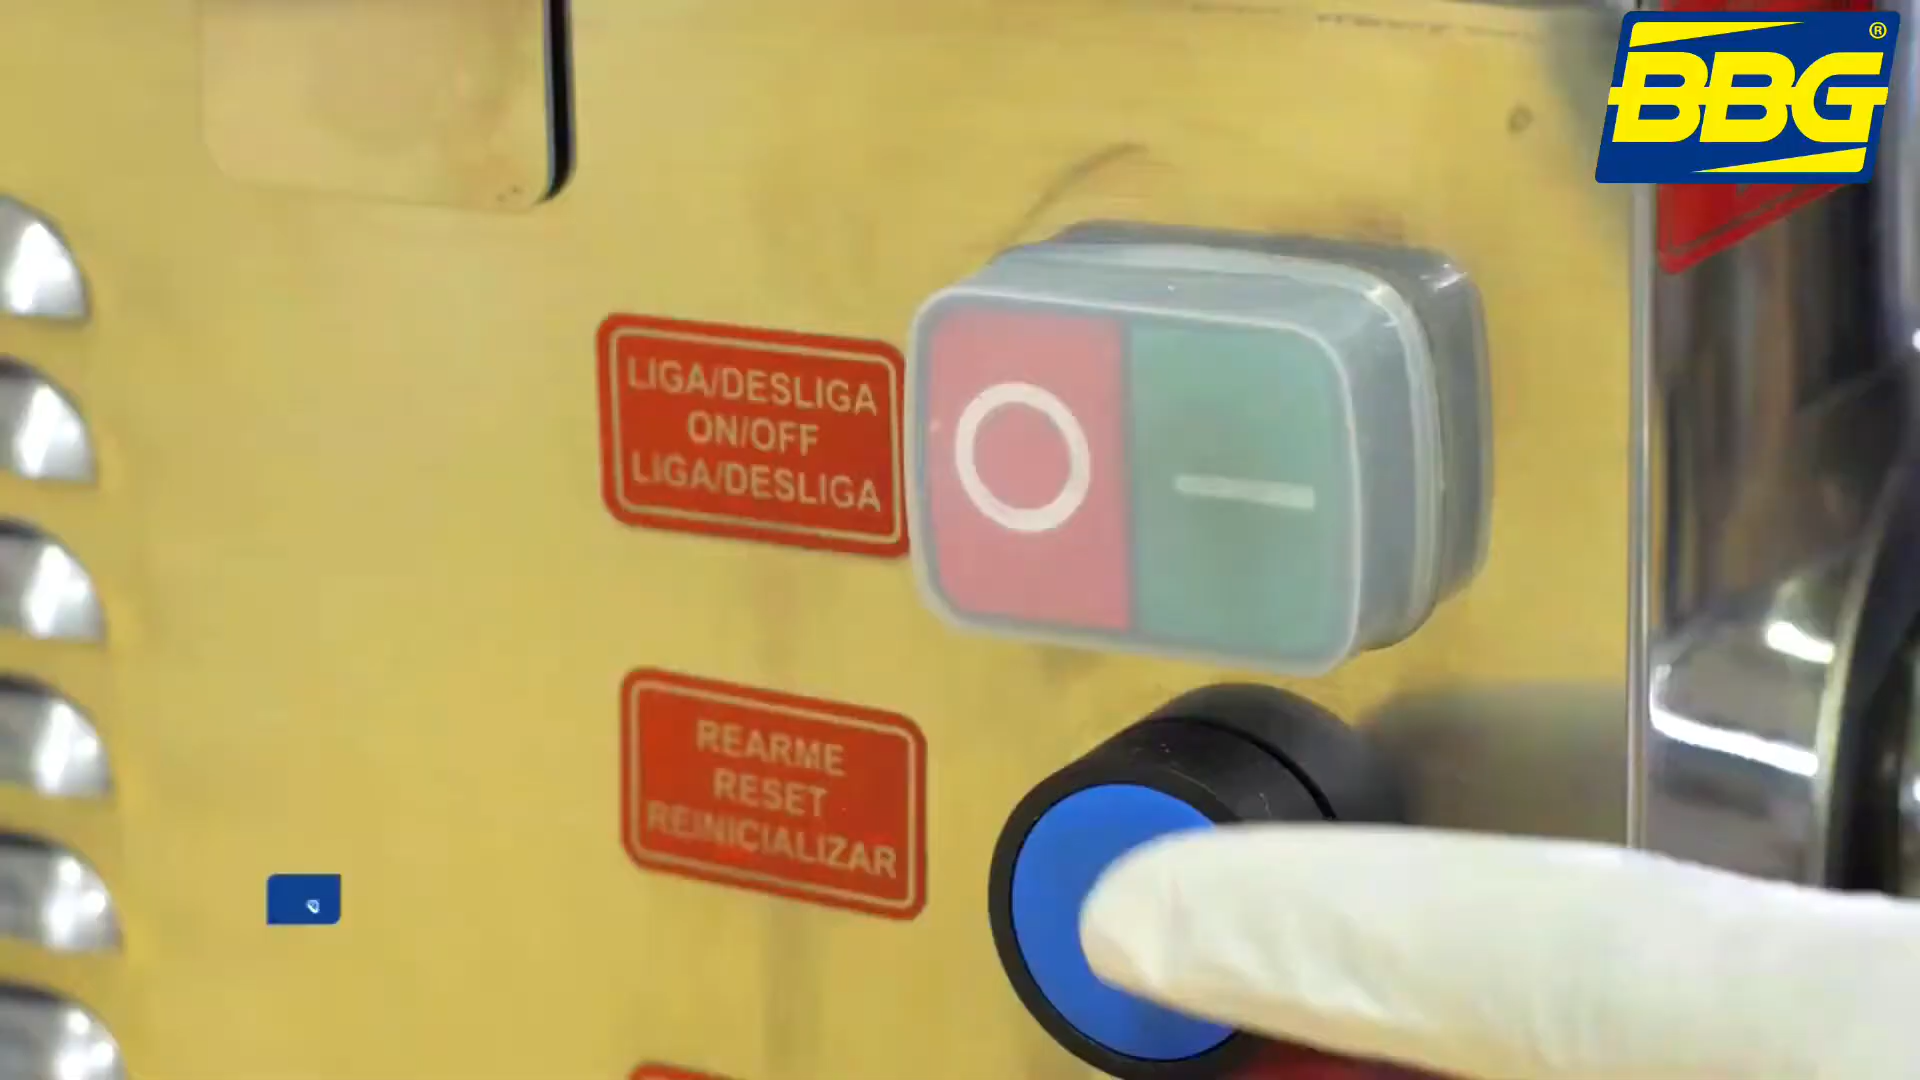 BBG®
LIGA/DESLIGA
ON/OFF
LIGA/DESLIGA
REARME
RESET
REINICIALIZAR